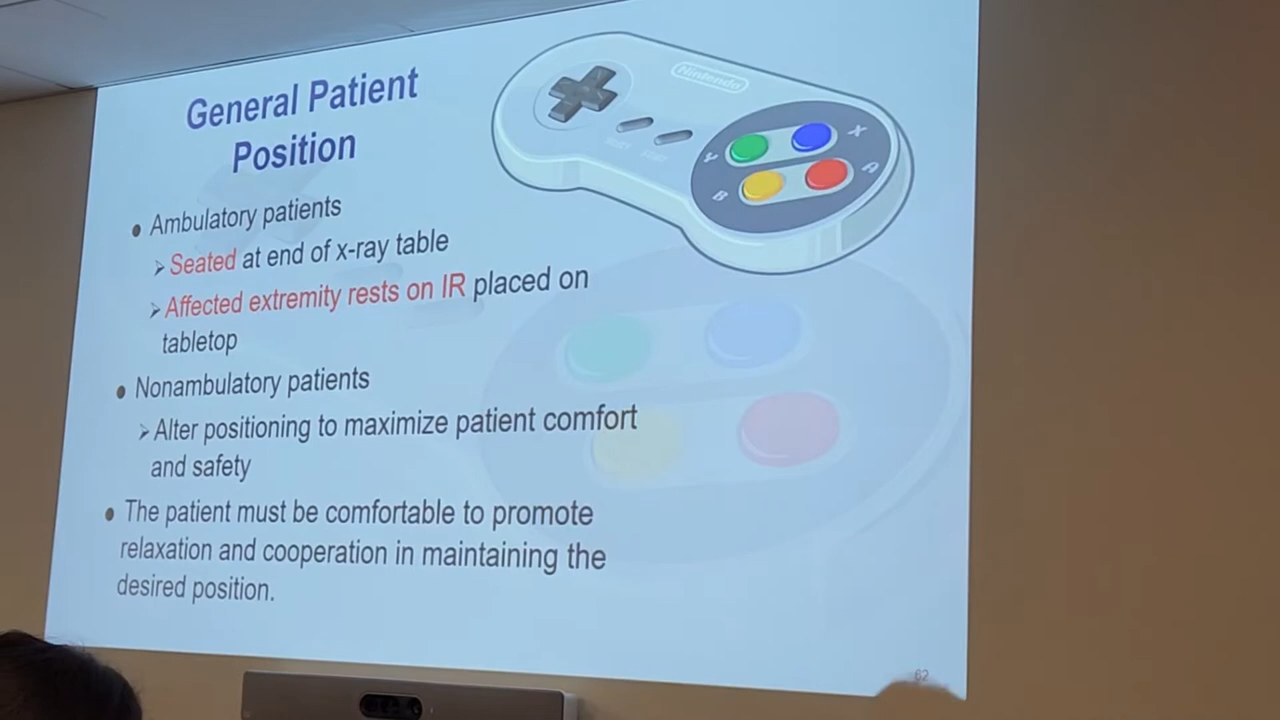 General Patient
Position
Nintendo
Y
X
B
A
• Ambulatory patients
➢ Seated at end of x-ray table
➢ Affected extremity rests on IR placed on
tabletop
• Nonambulatory patients
➢ Alter positioning to maximize patient comfort
and safety
• The patient must be comfortable to promote
relaxation and cooperation in maintaining the
desired position.
62